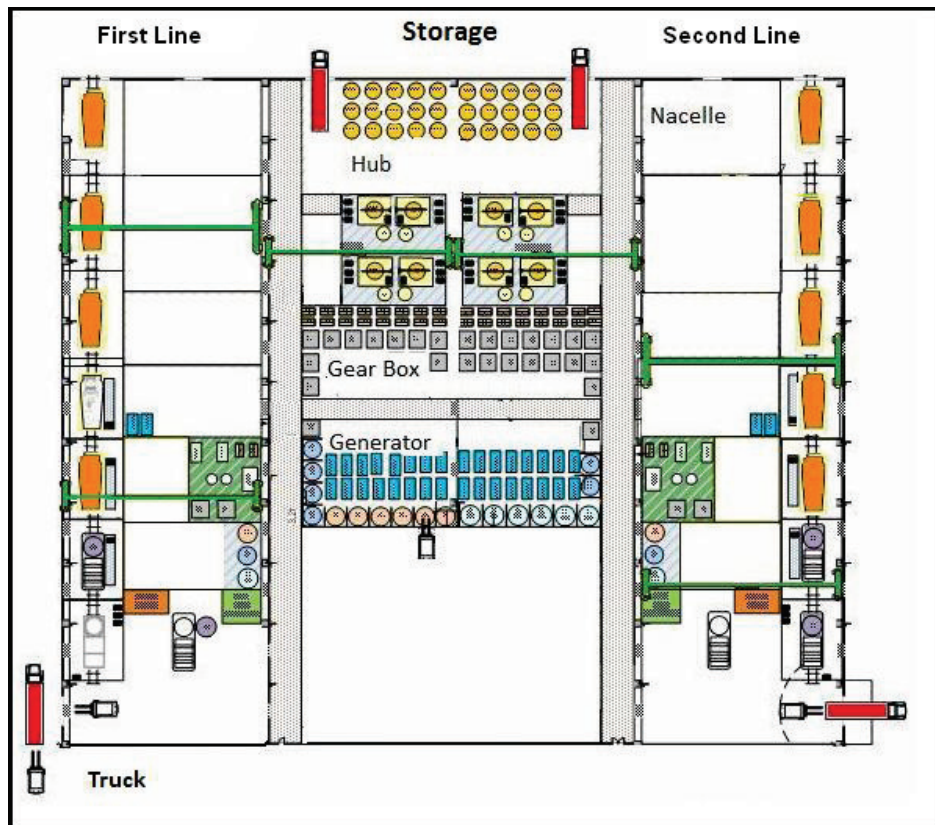 First Line
Storage
Second Line
Nacelle
Hub
Gear Box
Generator
Truck